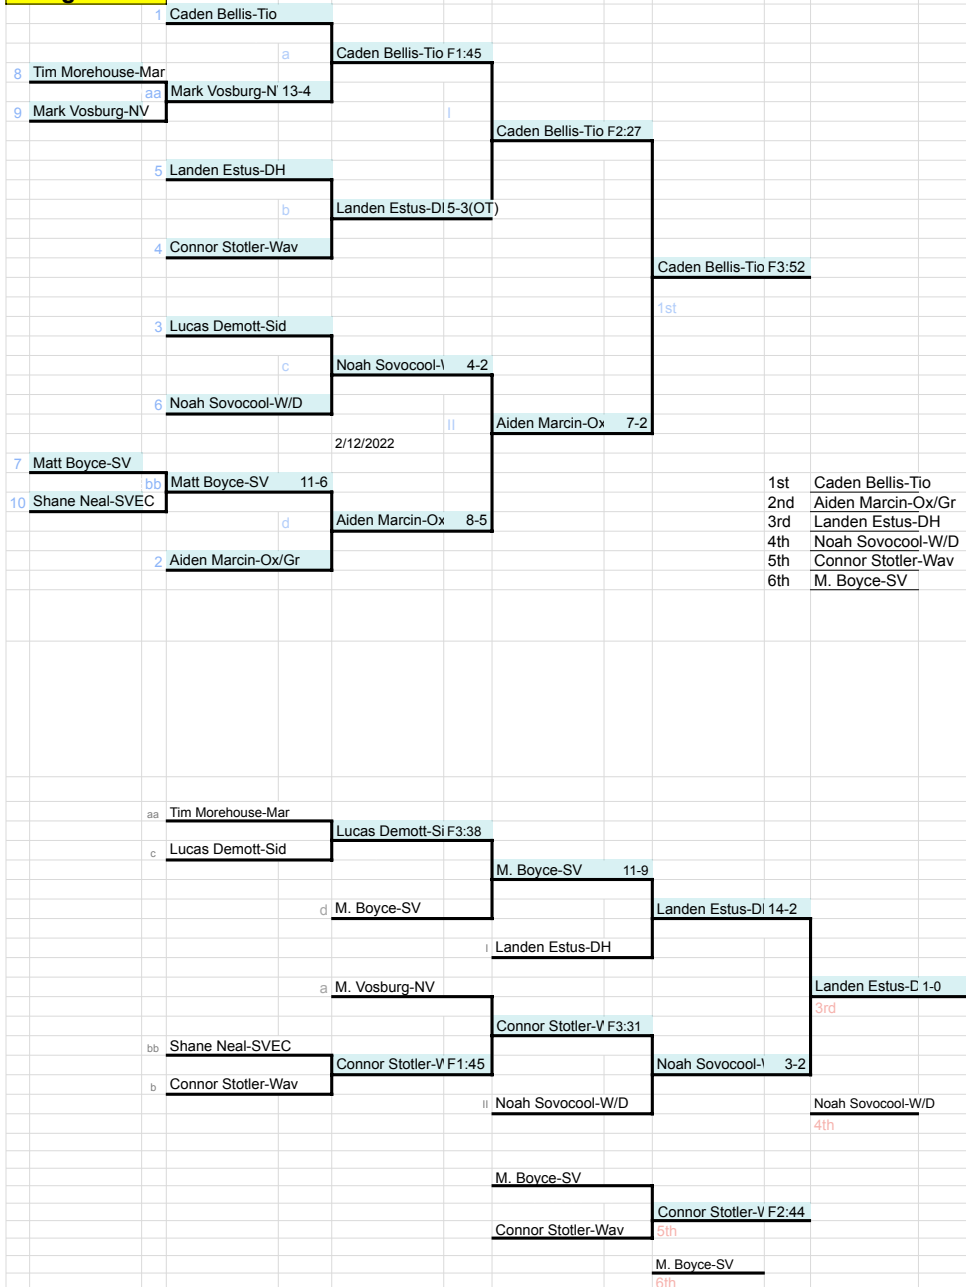 1 Caden Bellis-Tio
a Caden Bellis-Tio F1:45
8 Tim Morehouse-Mar
aa Mark Vosburg-N 13-4
9 Mark Vosburg-NV
I
Caden Bellis-Tio F2:27
5 Landen Estus-DH
b Landen Estus-D 5-3(OT)
4 Connor Stotler-Wav
Caden Bellis-Tio F3:52
1st
3 Lucas Demott-Sid
c Noah Sovocool- 4-2
6 Noah Sovocool-W/D
II Aiden Marcin-Ox 7-2
2/12/2022
7 Matt Boyce-SV
bb Matt Boyce-SV 11-6
10 Shane Neal-SVEC
d Aiden Marcin-Ox 8-5
2 Aiden Marcin-Ox/Gr
1st Caden Bellis-Tio
2nd Aiden Marcin-Ox/Gr
3rd Landen Estus-DH
4th Noah Sovocool-W/D
5th Connor Stotler-Wav
6th M. Boyce-SV
aa Tim Morehouse-Mar
Lucas Demott-Si F3:38
c Lucas Demott-Sid
M. Boyce-SV 11-9
d M. Boyce-SV
Landen Estus-D 14-2
I Landen Estus-DH
a M. Vosburg-NV
Landen Estus-D 1-0
3rd
Connor Stotler-W F3:31
bb Shane Neal-SVEC
Connor Stotler-W F1:45
Noah Sovocool- 3-2
b Connor Stotler-Wav
II Noah Sovocool-W/D
Noah Sovocool-W/D
4th
M. Boyce-SV
Connor Stotler-W F2:44
Connor Stotler-Wav
5th
M. Boyce-SV
6th